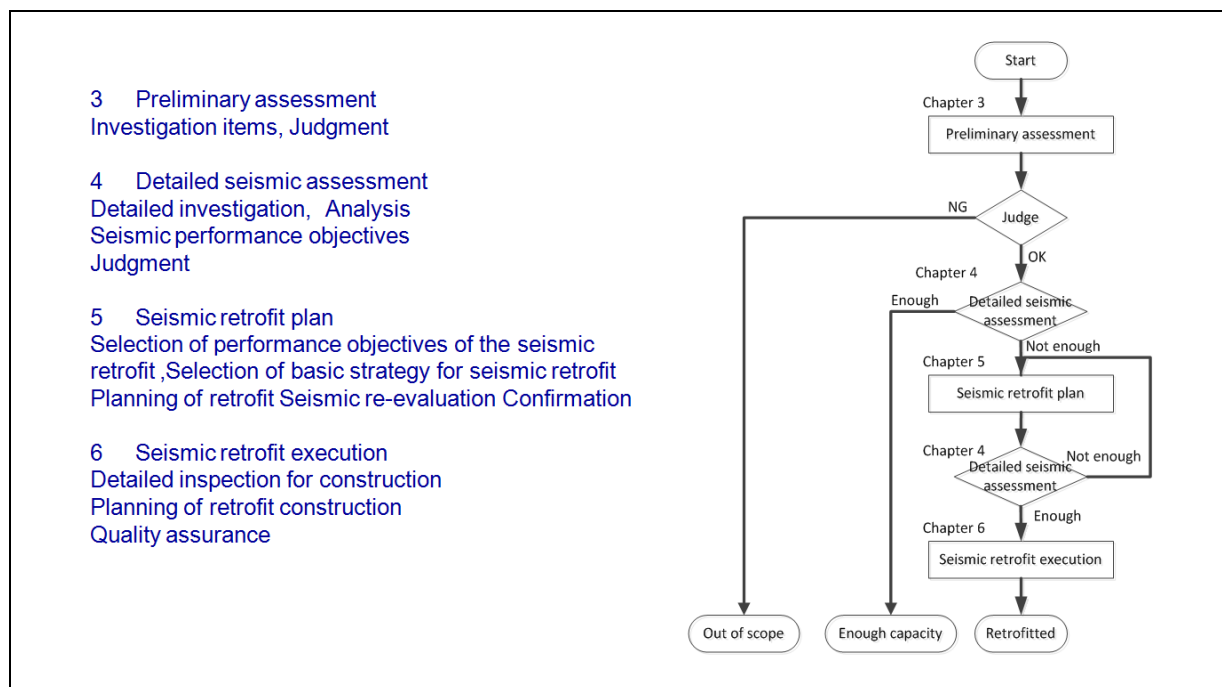 3 Preliminary assessment
Investigation items, Judgment
4 Detailed seismic assessment
Detailed investigation, Analysis
Seismic performance objectives
Judgment
5 Seismic retrofit plan
Selection of performance objectives of the seismic
retrofit ,Selection of basic strategy for seismic retrofit
Planning of retrofit Seismic re-evaluation Confirmation
6 Seismic retrofit execution
Detailed inspection for construction
Planning of retrofit construction
Quality assurance
Start
Chapter 3
Preliminary assessment
NG
Judge
OK
Chapter 4
Enough
Detailed seismic
assessment
Not enough
Chapter 5
Seismic retrofit plan
Chapter 4
Not enough
Detailed seismic
assessment
Enough
Chapter 6
Seismic retrofit execution
Out of scope
Enough capacity
Retrofitted